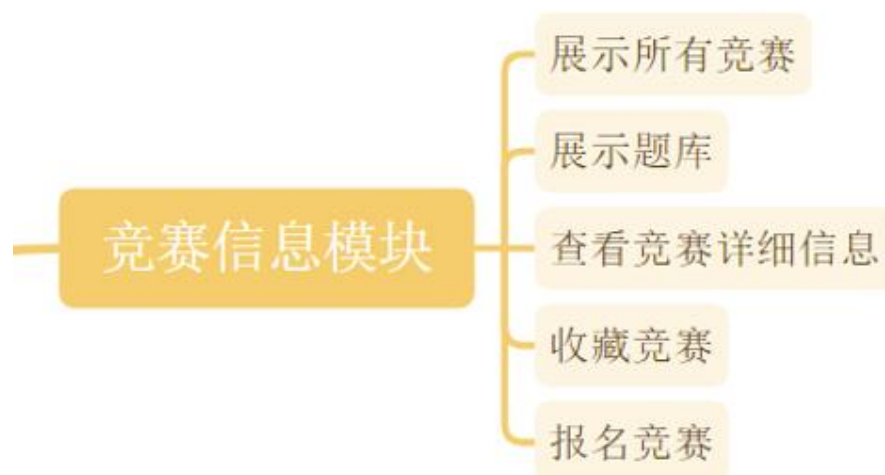 展示所有竞赛
展示题库
竞赛信息模块
查看竞赛详细信息
收藏竞赛
报名竞赛